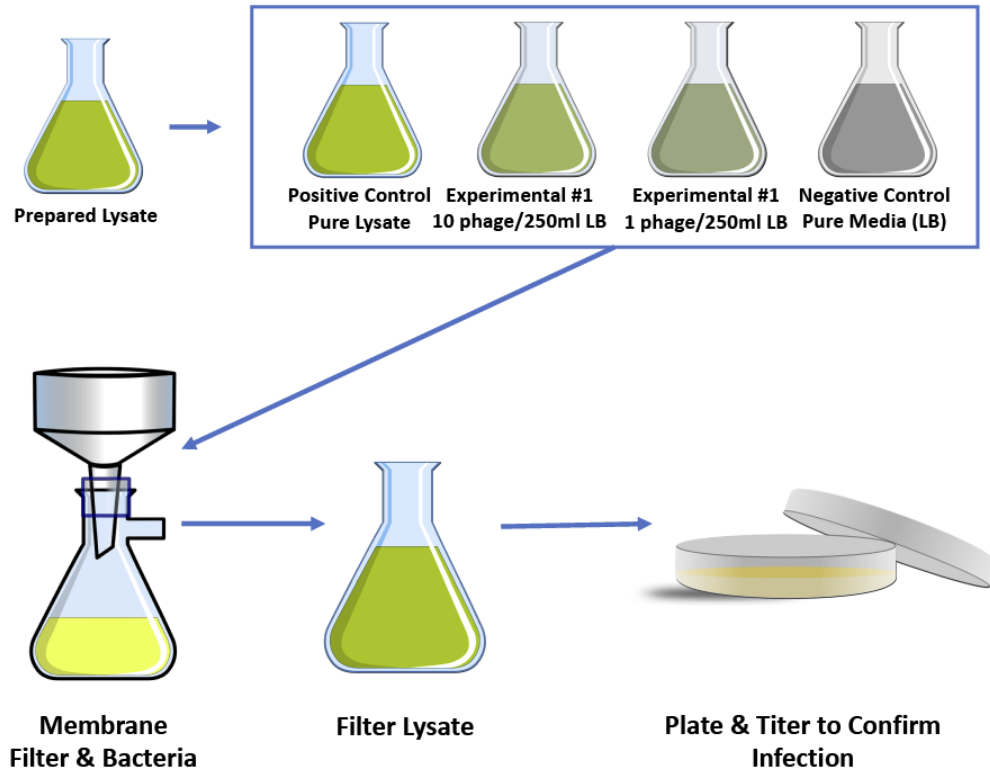 Prepared Lysate
Positive Control
Pure Lysate
Experimental #1
10 phage/250ml LB
Experimental #1
1 phage/250ml LB
Negative Control
Pure Media (LB)
Membrane
Filter & Bacteria
Filter Lysate
Plate & Titer to Confirm
Infection